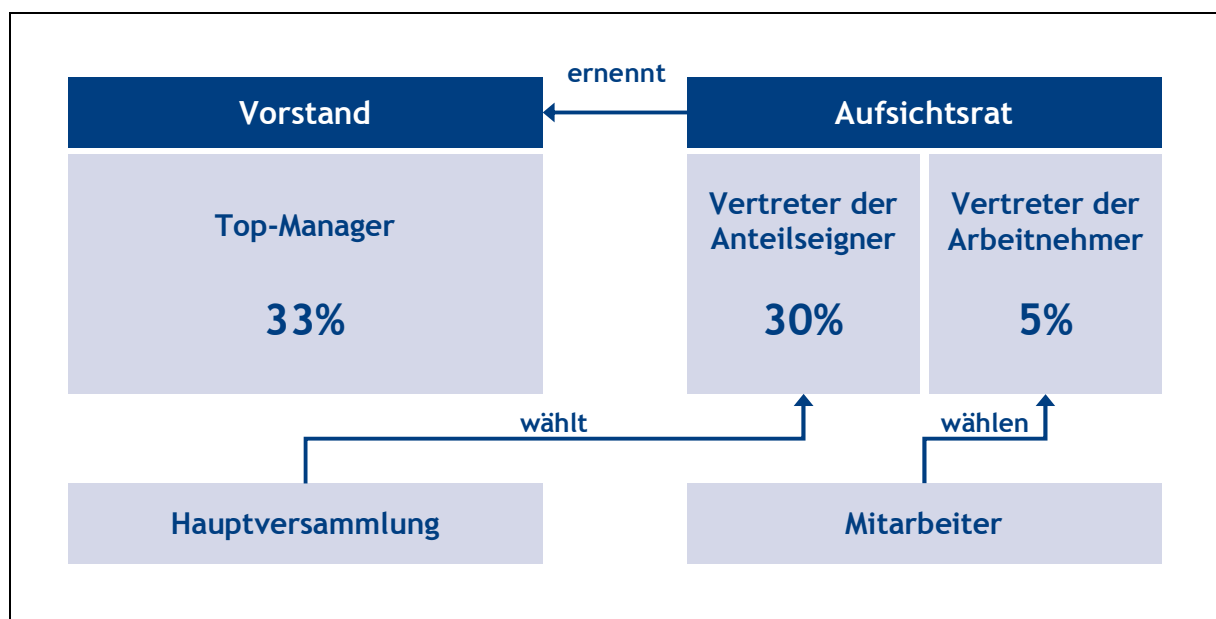 ernennt
Vorstand
Aufsichtsrat
Top-Manager
33%
Vertreter der
Anteilseigner
30%
Vertreter der
Arbeitnehmer
5%
wählt
wählen
Hauptversammlung
Mitarbeiter